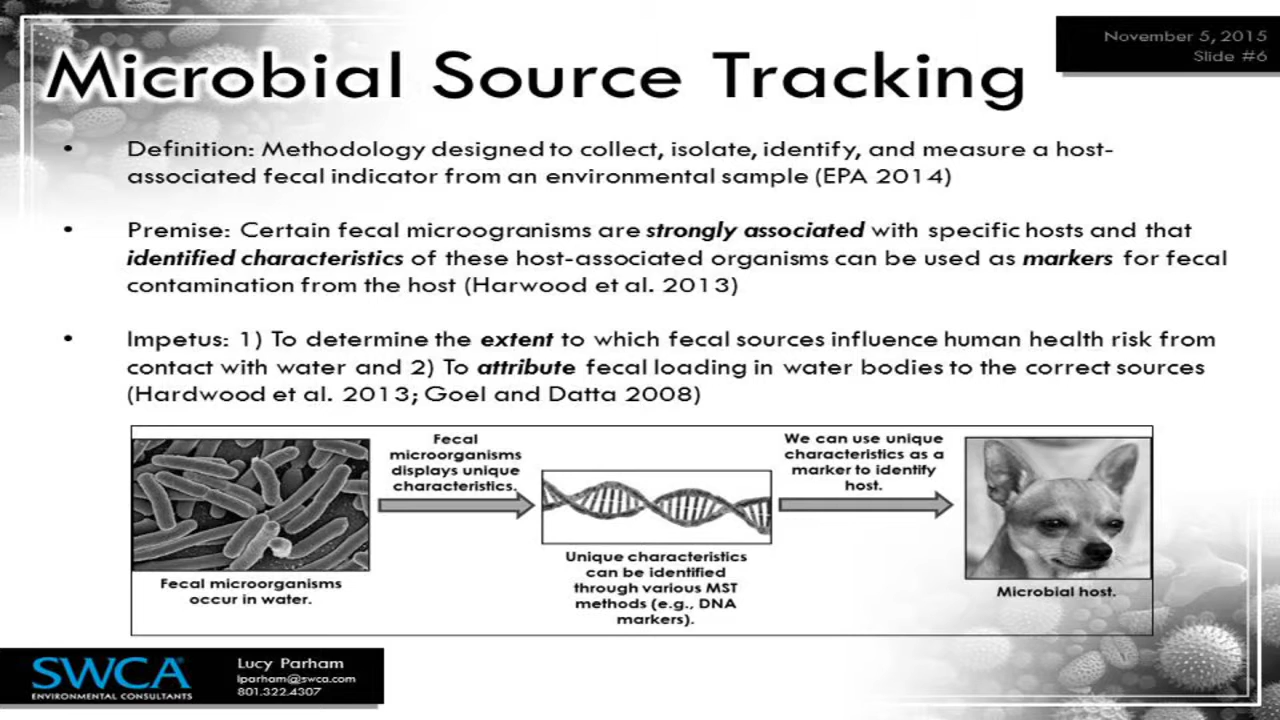 November 5, 2015
Slide #6
Microbial Source Tracking
• Definition: Methodology designed to collect, isolate, identify, and measure a host-
associated fecal indicator from an environmental sample (EPA 2014)
• Premise: Certain fecal microogranisms are strongly associated with specific hosts and that
identified characteristics of these host-associated organisms can be used as markers for fecal
contamination from the host (Harwood et al. 2013)
• Impetus: 1) To determine the extent to which fecal sources influence human health risk from
contact with water and 2) To attribute fecal loading in water bodies to the correct sources
(Hardwood et al. 2013; Goel and Datta 2008)
Fecal
microorganisms
displays unique
characteristics.
We can use unique
characteristics as a
marker to identify
host.
Fecal microorganisms
occur in water.
Unique characteristics
can be identified
through various MST
methods (e.g., DNA
markers).
Microbial host.
SWCA
ENVIRONMENTAL CONSULTANTS
Lucy Parham
lparham@swca.com
801.322.4307